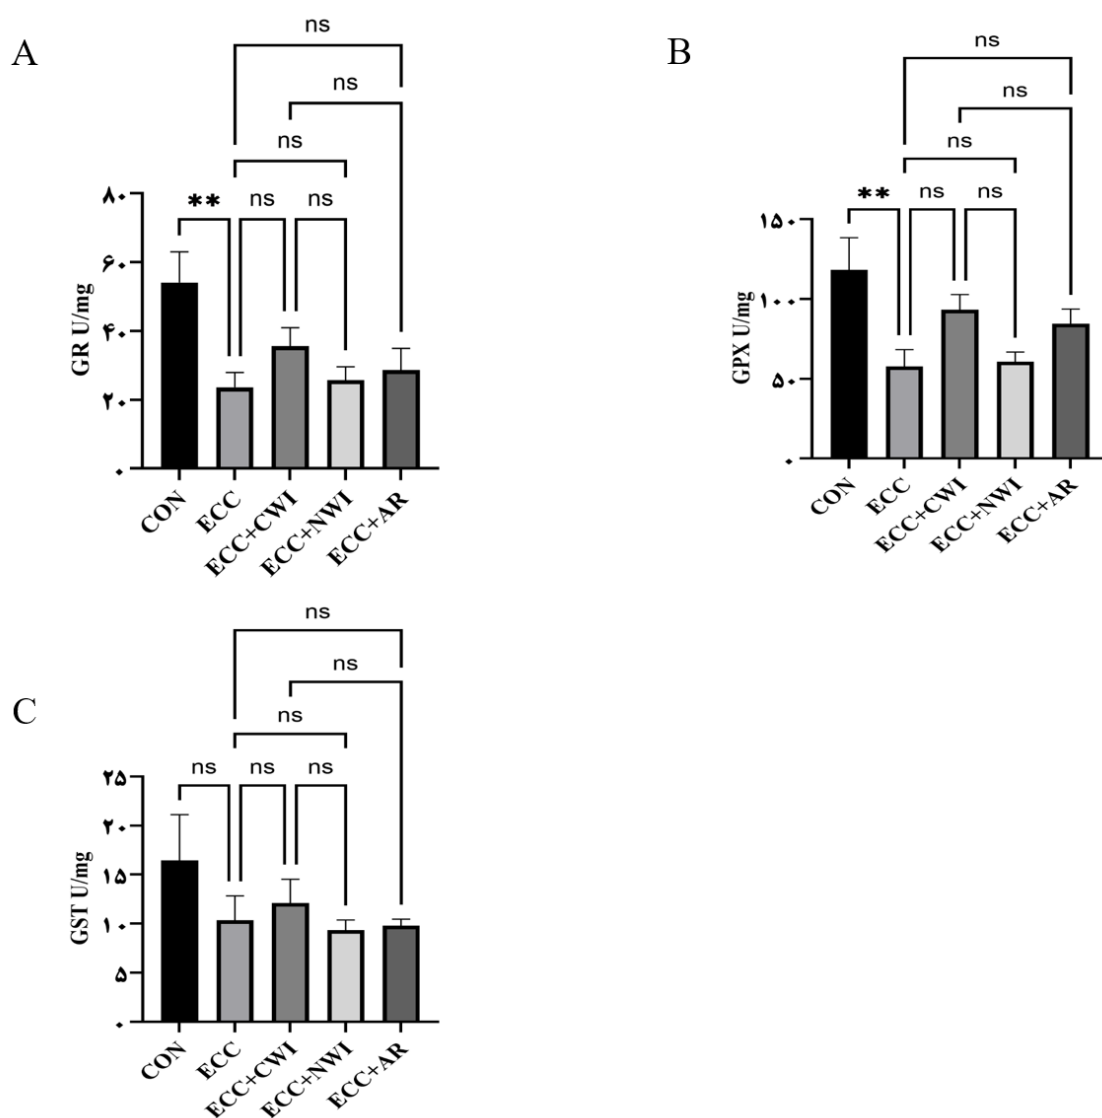 A
ns
ns
ns
** ns ns
۸۰
۶۰
۴۰
۲۰
۰
GR U/mg
CON
ECC
ECC+CWI
ECC+NWI
ECC+AR
B
ns
ns
ns
** ns ns
۱۵۰
۱۰۰
۵۰
۰
GPX U/mg
CON
ECC
ECC+CWI
ECC+NWI
ECC+AR
C
ns
ns
ns
ns ns ns
۲۵
۲۰
۱۵
۱۰
۵
۰
GST U/mg
CON
ECC
ECC+CWI
ECC+NWI
ECC+AR